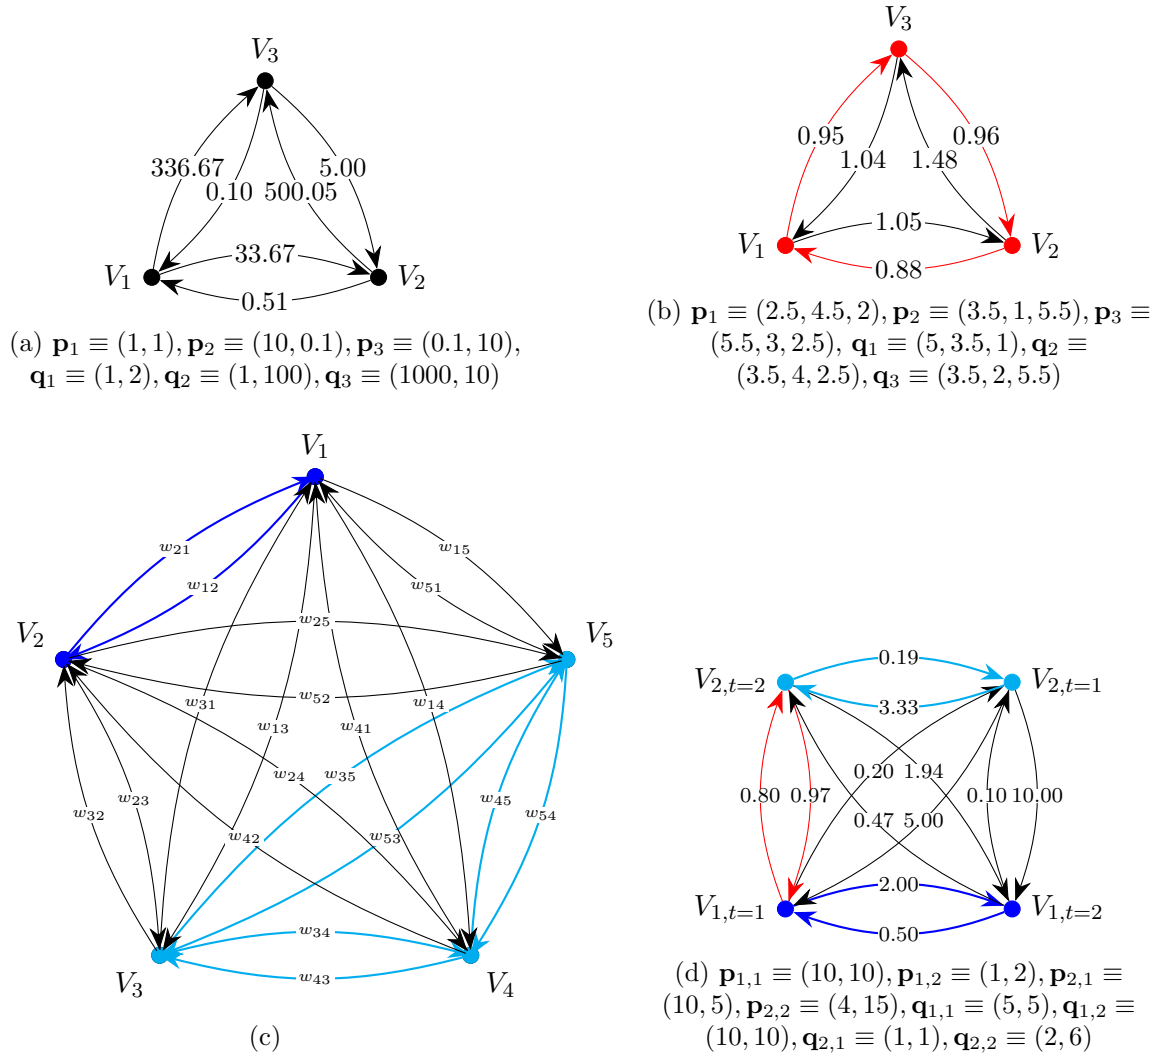 V3
336.67
5.00
0.10
500.05
V1
33.67
V2
0.51
(a) p1 ≡ (1, 1), p2 ≡ (10, 0.1), p3 ≡ (0.1, 10),
q1 ≡ (1, 2), q2 ≡ (1, 100), q3 ≡ (1000, 10)
V3
0.95
0.96
1.04
1.48
V1
1.05
V2
0.88
(b) p1 ≡ (2.5, 4.5, 2), p2 ≡ (3.5, 1, 5.5), p3 ≡
(5.5, 3, 2.5), q1 ≡ (5, 3.5, 1), q2 ≡
(3.5, 4, 2.5), q3 ≡ (3.5, 2, 5.5)
V1
w21
w15
w12
w51
V2
w25
V5
w52
w31
w14
w13
w41
w35
w24
w23
w45
w32
w54
w42
w53
w34
V3
w43
V4
(c)
V2,t=2
0.19
V2,t=1
3.33
0.20
1.94
0.80
0.97
0.10
10.00
0.47
5.00
V1,t=1
2.00
V1,t=2
0.50
(d) p1,1 ≡ (10, 10), p1,2 ≡ (1, 2), p2,1 ≡
(10, 5), p2,2 ≡ (4, 15), q1,1 ≡ (5, 5), q1,2 ≡
(10, 10), q2,1 ≡ (1, 1), q2,2 ≡ (2, 6)